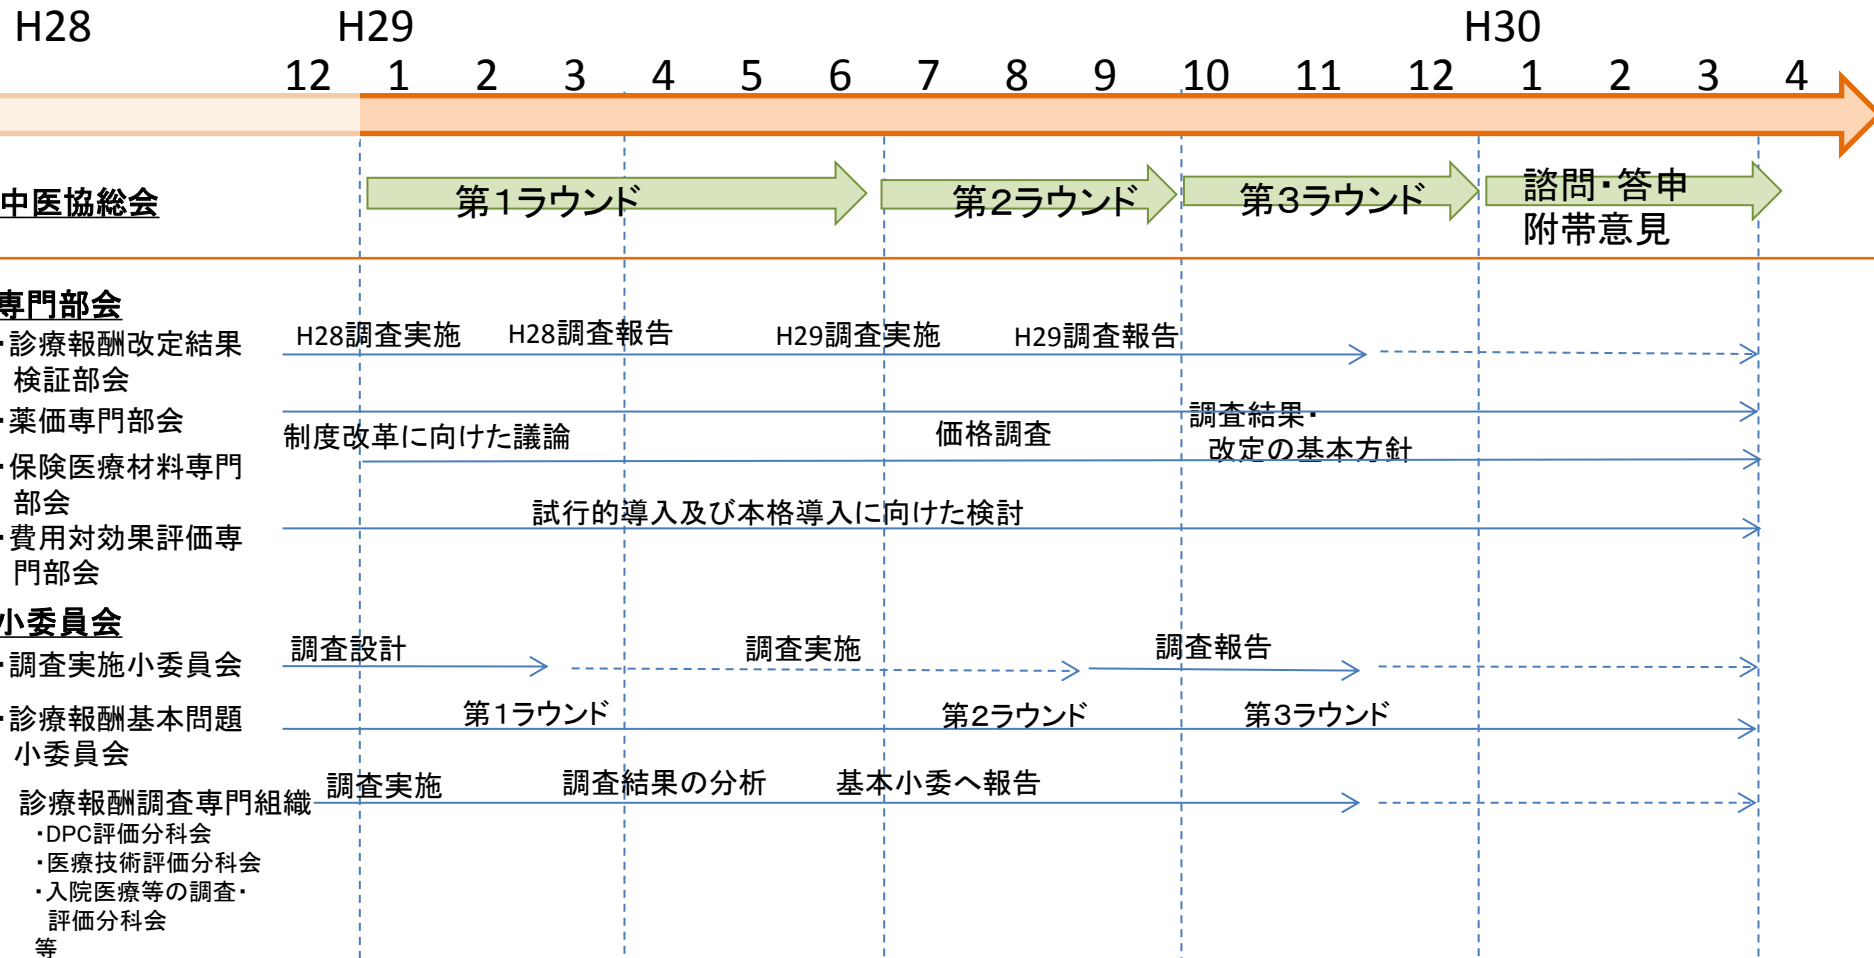 H28 H29 H30
12 1 2 3 4 5 6 7 8 9 10 11 12 1 2 3 4
中医協総会
第1ラウンド 第2ラウンド 第3ラウンド 諮問・答申
附帯意見
専門部会
・診療報酬改定結果
検証部会
H28調査実施 H28調査報告 H29調査実施 H29調査報告
・薬価専門部会
制度改革に向けた議論 価格調査 調査結果・
改定の基本方針
・保険医療材料専門
部会
試行的導入及び本格導入に向けた検討
・費用対効果評価専
門部会
小委員会
・調査実施小委員会
調査設計 調査実施 調査報告
・診療報酬基本問題
小委員会
第1ラウンド 第2ラウンド 第3ラウンド
診療報酬調査専門組織
調査実施 調査結果の分析 基本小委へ報告
・DPC評価分科会
・医療技術評価分科会
・入院医療等の調査・
評価分科会
等